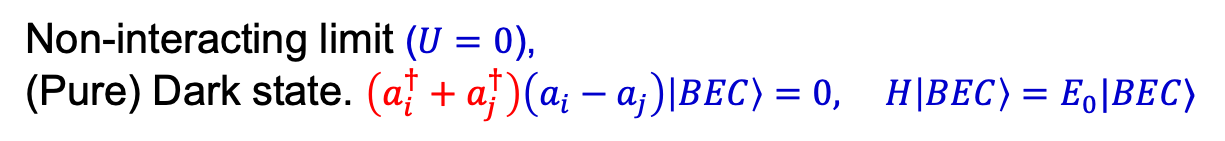 Non-interacting limit (U = 0),
(Pure) Dark state. (a_i^† + a_j^†)(a_i − a_j)|BEC⟩ = 0, H|BEC⟩ = E_0|BEC⟩